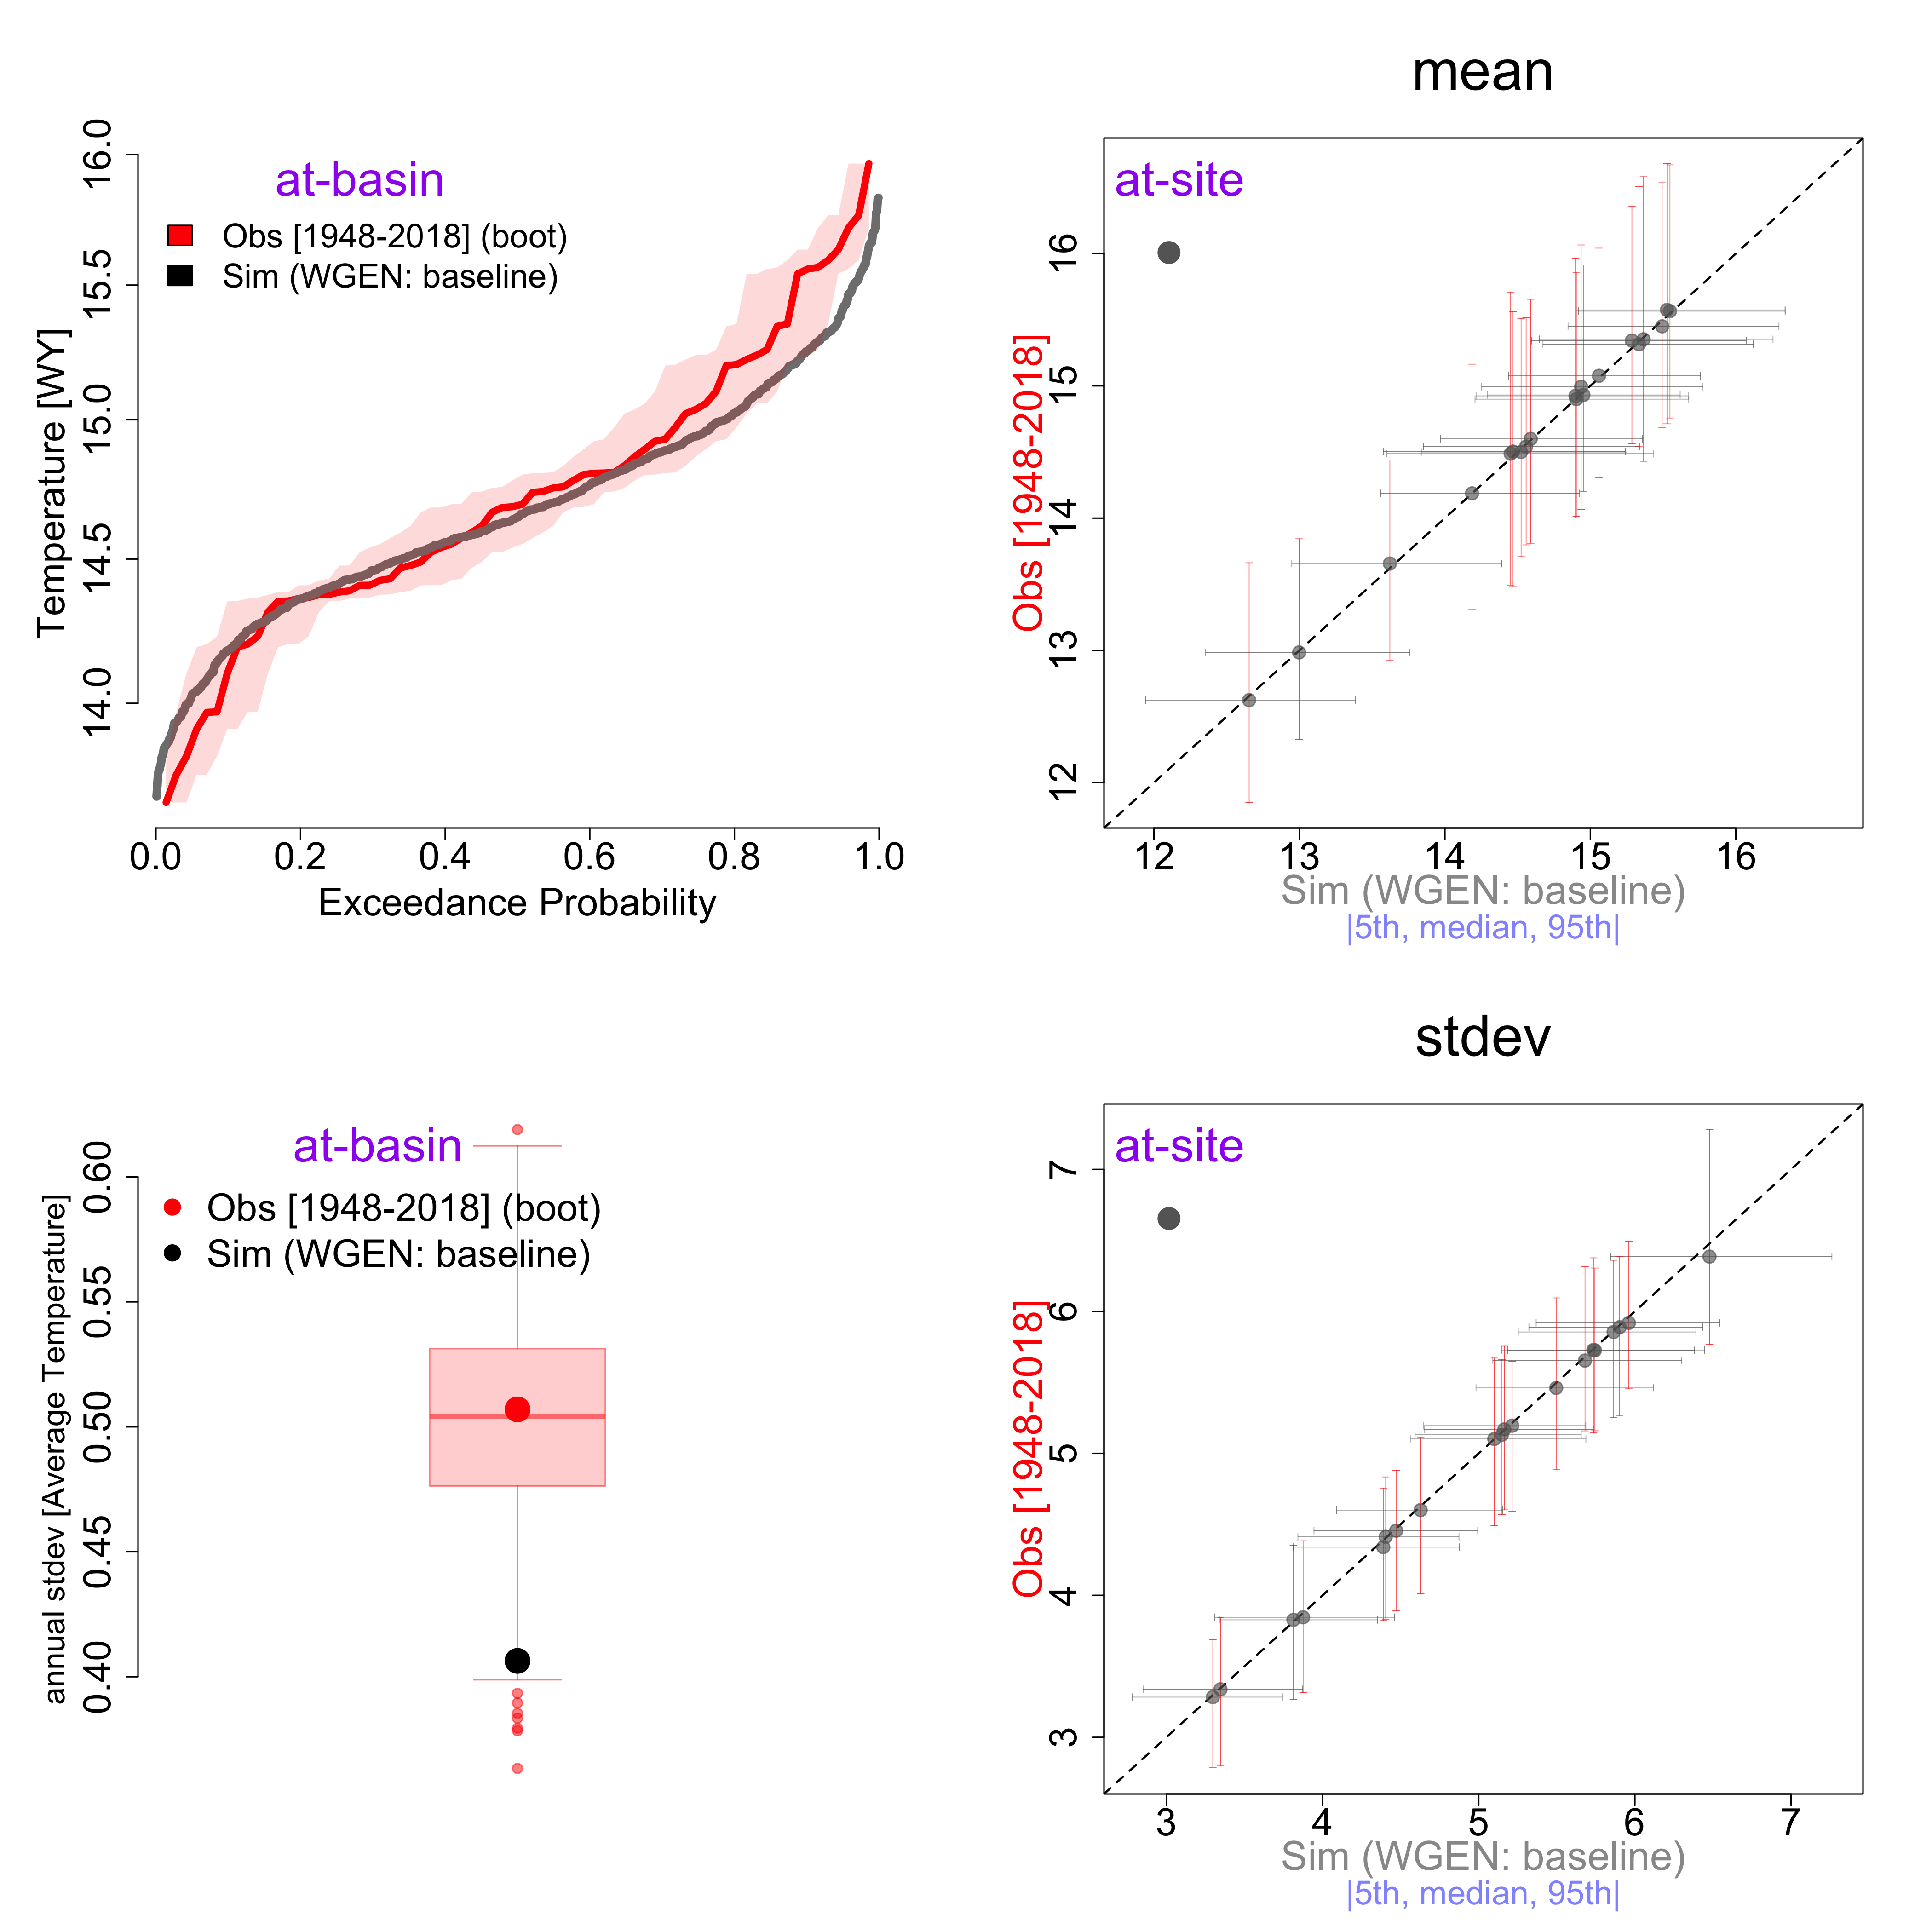 at-basin
Obs [1948-2018] (boot)
Sim (WGEN: baseline)
Temperature [WY]
16.0
15.5
15.0
14.5
14.0
0.0 0.2 0.4 0.6 0.8 1.0
Exceedance Probability
mean
at-site
Obs [1948-2018]
16
15
14
13
12
12 13 14 15 16
Sim (WGEN: baseline)
|5th, median, 95th|
at-basin
Obs [1948-2018] (boot)
Sim (WGEN: baseline)
annual stdev [Average Temperature]
0.60
0.55
0.50
0.45
0.40
stdev
at-site
Obs [1948-2018]
7
6
5
4
3
3 4 5 6 7
Sim (WGEN: baseline)
|5th, median, 95th|